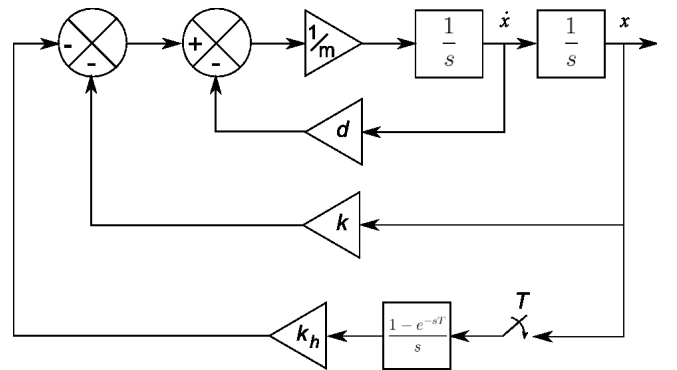 - - + - 1/m 1/s ẋ 1/s x
d
k
T
k_h (1 - e^{-sT})/s